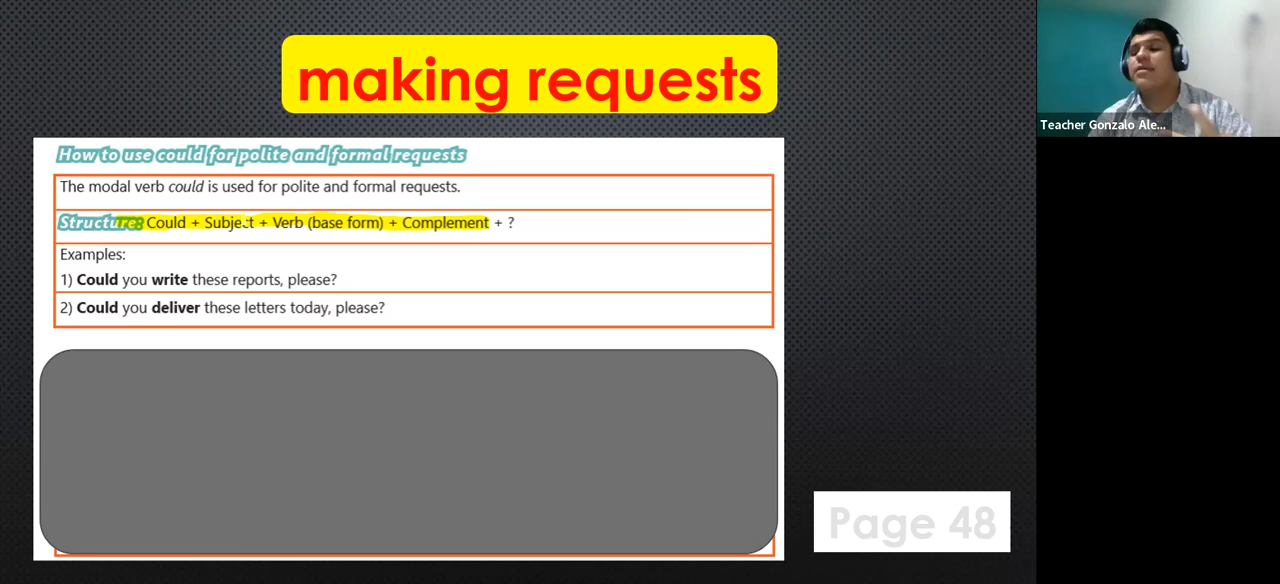 making requests
Teacher Gonzalo Ale...
How to use could for polite and formal requests
The modal verb could is used for polite and formal requests.
Structure: Could + Subject + Verb (base form) + Complement + ?
Examples:
1) Could you write these reports, please?
2) Could you deliver these letters today, please?
Page 48